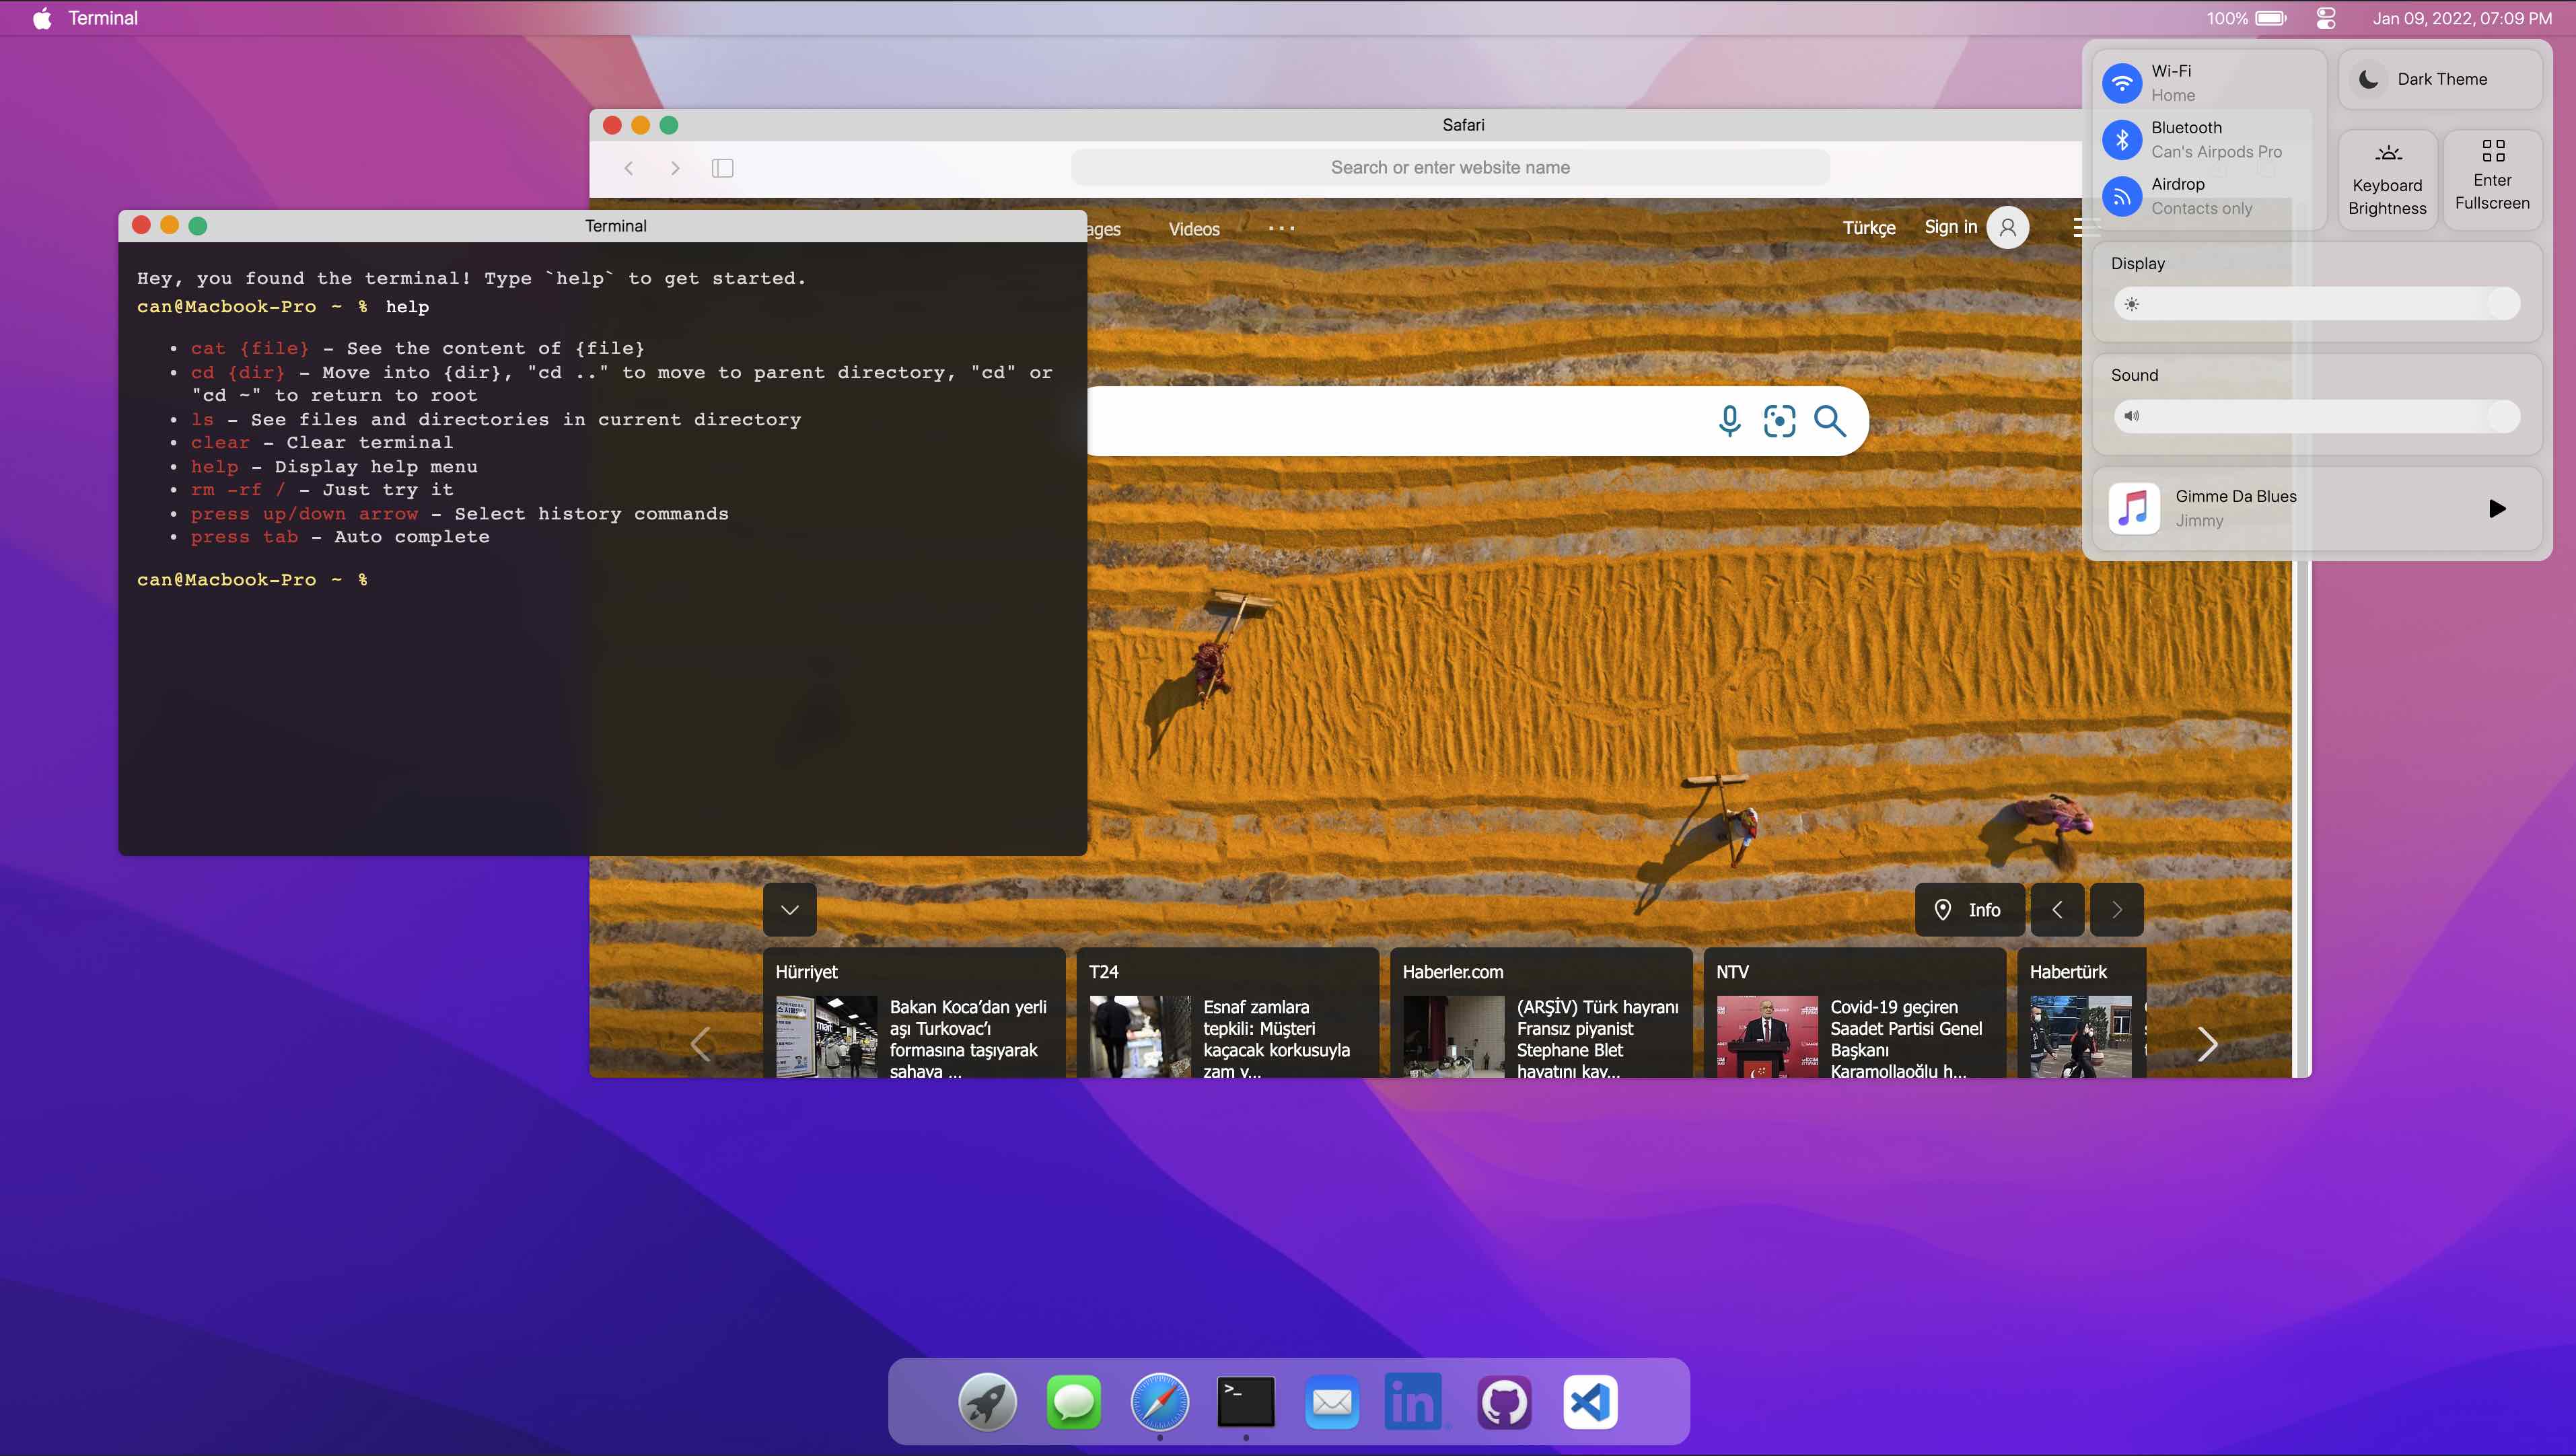 Terminal
100%
Jan 09, 2022, 07:09 PM
Wi-Fi
Home
Bluetooth
Can's Airpods Pro
Airdrop
Contacts only
Dark Theme
Keyboard
Brightness
Enter
Fullscreen
Display
Sound
Gimme Da Blues
Jimmy
Safari
Search or enter website name
ages
Videos
Türkçe
Sign in
Terminal
Hey, you found the terminal! Type `help` to get started.
can@Macbook-Pro ~ % help
• cat {file} - See the content of {file}
• cd {dir} - Move into {dir}, "cd .." to move to parent directory, "cd" or
"cd ~" to return to root
• ls - See files and directories in current directory
• clear - Clear terminal
• help - Display help menu
• rm -rf / - Just try it
• press up/down arrow - Select history commands
• press tab - Auto complete
can@Macbook-Pro ~ %
Info
Hürriyet
Bakan Koca’dan yerli
aşı Turkovac’ı
formasına taşıyarak
sahaya ...
T24
Esnaf zamlara
tepkili: Müşteri
kaçacak korkusuyla
zam y...
Haberler.com
(ARŞİV) Türk hayranı
Fransız piyanist
Stephane Blet
hayatını kay...
NTV
Covid-19 geçiren
Saadet Partisi Genel
Başkanı
Karamollaoğlu h...
Habertürk
>_
in